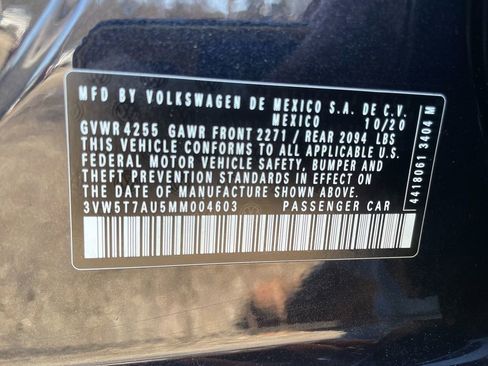 MFD BY VOLKSWAGEN DE MEXICO S.A. DE C.V.
MEXICO 10/20
GVWR 4255 GAWR FRONT 2271 / REAR 2094 LBS
THIS VEHICLE CONFORMS TO ALL APPLICABLE U.S.
FEDERAL MOTOR VEHICLE SAFETY, BUMPER AND
THEFT PREVENTION STANDARDS IN EFFECT ON
THE DATE OF MANUFACTURE SHOWN ABOVE.
3VW5T7AU5MM004603 PASSENGER CAR
4418061 3404 M